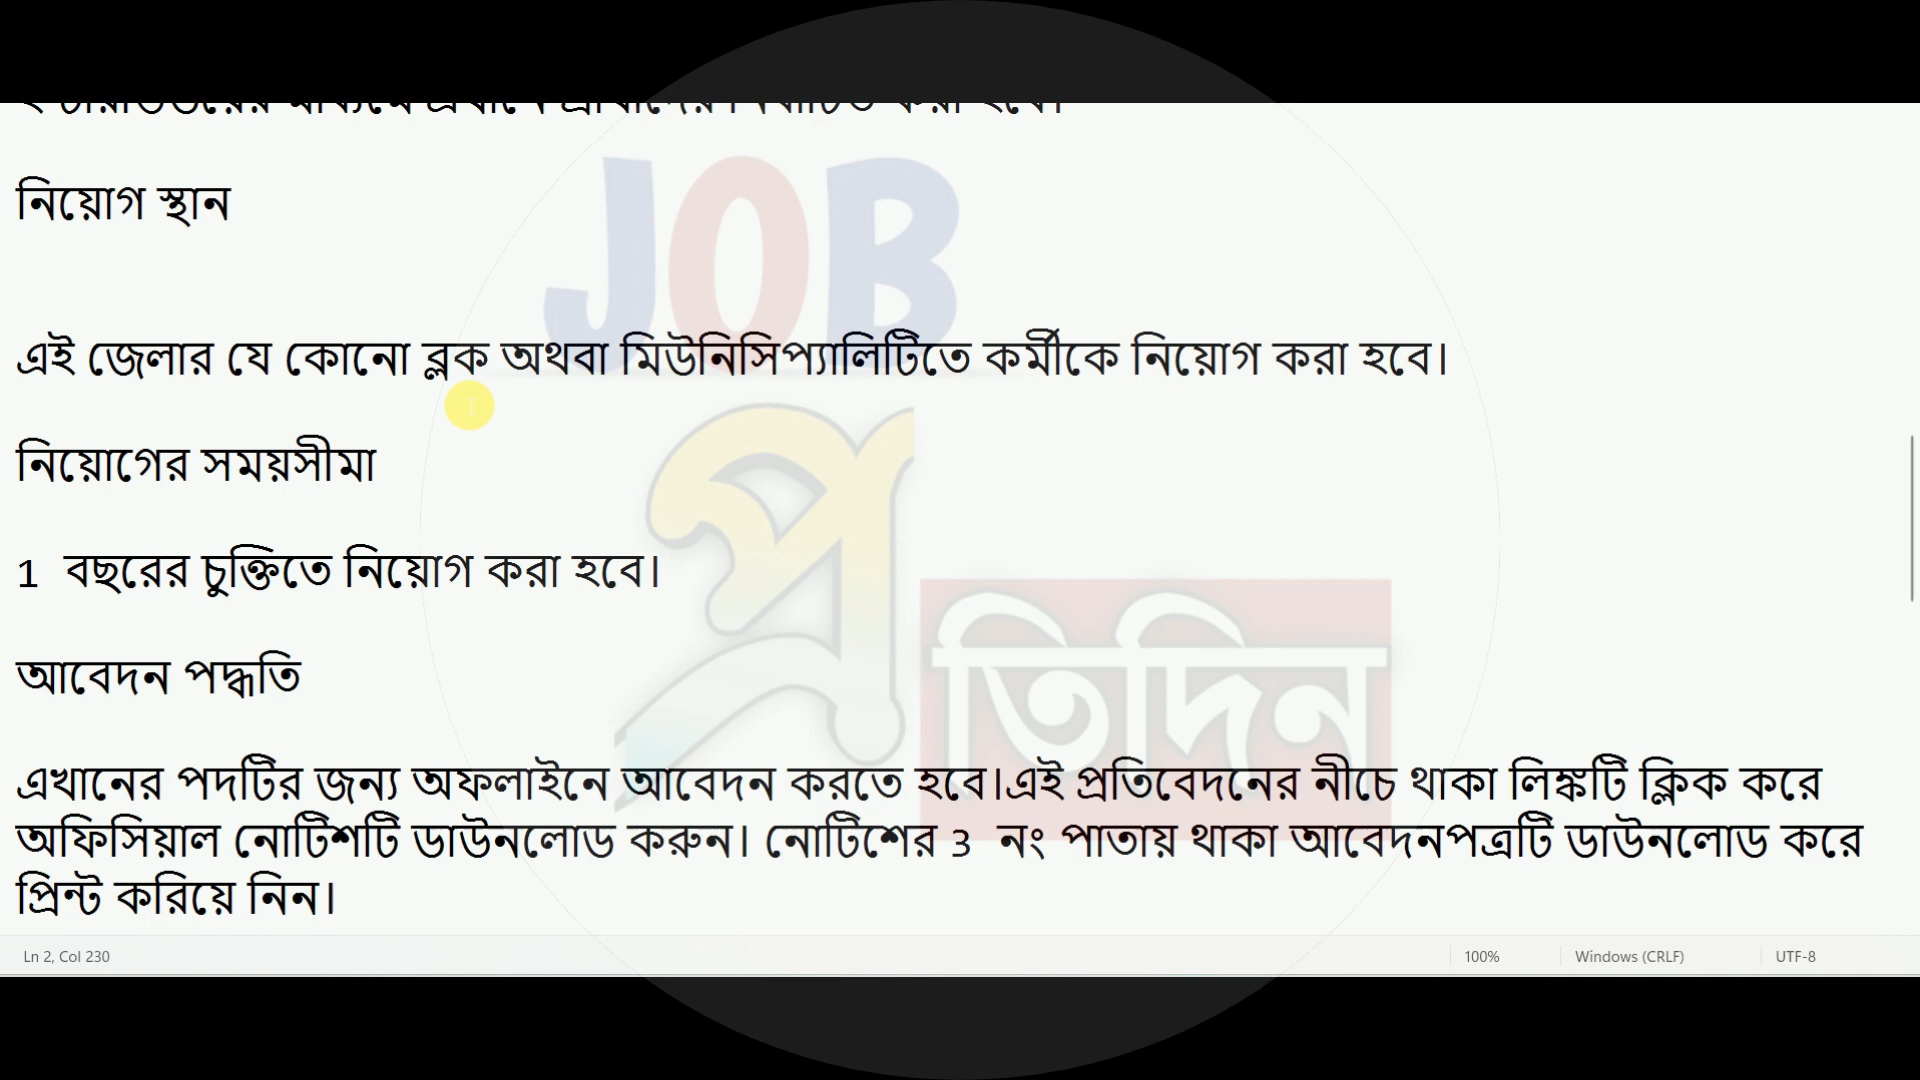 নিয়োগ স্থান
JOB
এই জেলার যে কোনো ব্লক অথবা মিউনিসিপ্যালিটিতে কর্মীকে নিয়োগ করা হবে।
নিয়োগের সময়সীমা
1 বছরের চুক্তিতে নিয়োগ করা হবে।
প্রতিদিন
আবেদন পদ্ধতি
এখানের পদটির জন্য অফলাইনে আবেদন করতে হবে।এই প্রতিবেদনের নীচে থাকা লিঙ্কটি ক্লিক করে
অফিসিয়াল নোটিশটি ডাউনলোড করুন। নোটিশের 3 নং পাতায় থাকা আবেদনপত্রটি ডাউনলোড করে
প্রিন্ট করিয়ে নিন।
Ln 2, Col 230
100%
Windows (CRLF)
UTF-8